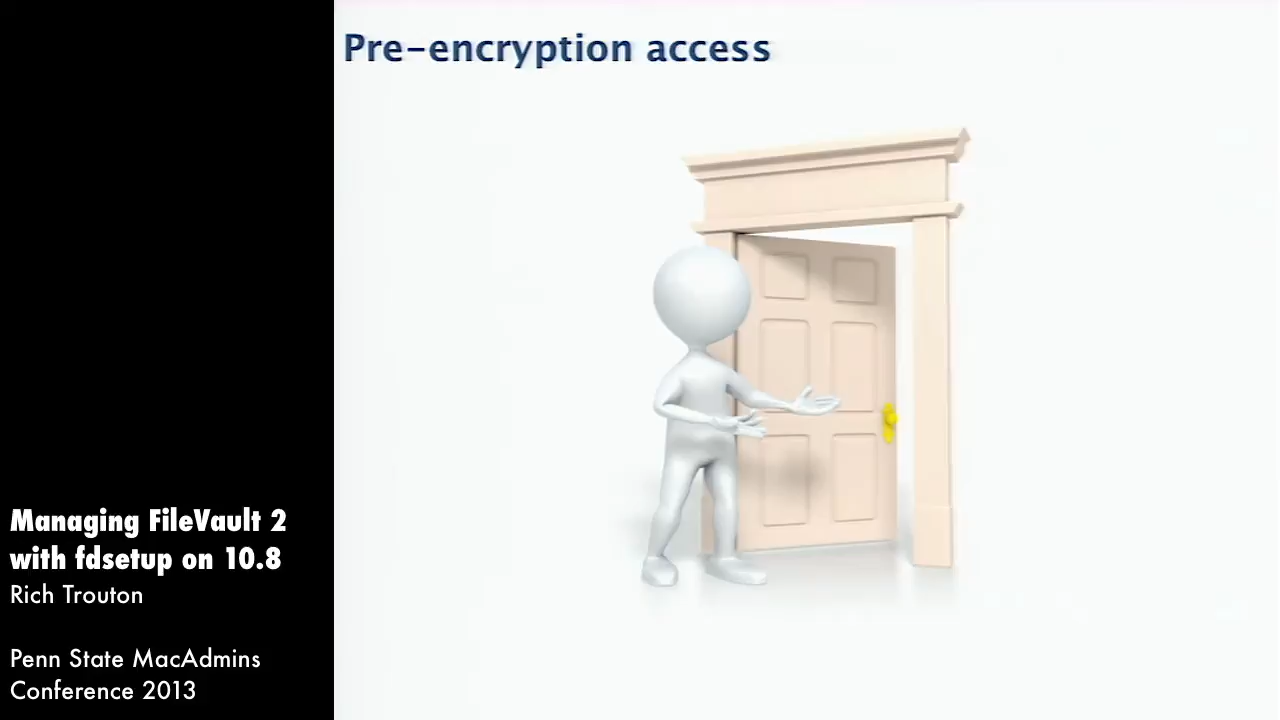 Pre-encryption access
Managing FileVault 2
with fdsetup on 10.8
Rich Trouton
Penn State MacAdmins
Conference 2013